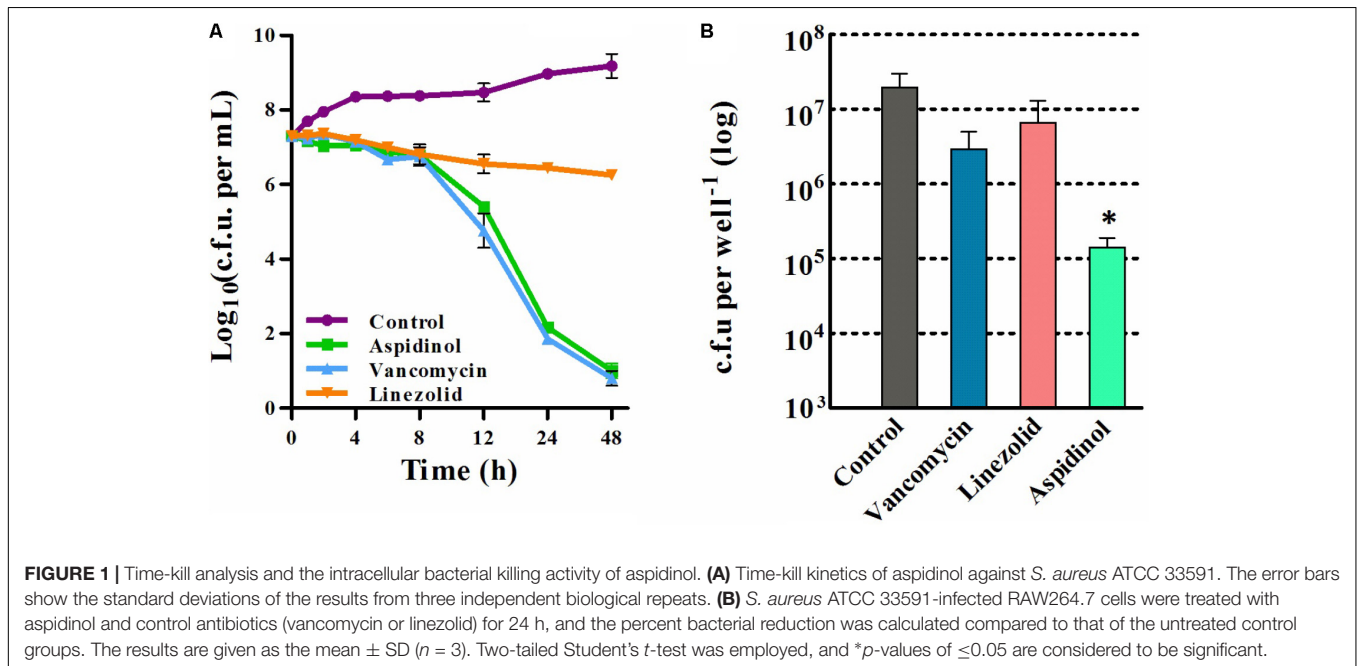 A
10
8
6
4
2
0
Log10(c.f.u. per mL)
Control
Aspidinol
Vancomycin
Linezolid
0 4 8 12 24 48
Time (h)
B
10^8
10^7
10^6
10^5
10^4
10^3
c.f.u per well^-1 (log)
*
Control
Vancomycin
Linezolid
Aspidinol
FIGURE 1 | Time-kill analysis and the intracellular bacterial killing activity of aspidinol. (A) Time-kill kinetics of aspidinol against S. aureus ATCC 33591. The error bars
show the standard deviations of the results from three independent biological repeats. (B) S. aureus ATCC 33591-infected RAW264.7 cells were treated with
aspidinol and control antibiotics (vancomycin or linezolid) for 24 h, and the percent bacterial reduction was calculated compared to that of the untreated control
groups. The results are given as the mean ± SD (n = 3). Two-tailed Student's t-test was employed, and *p-values of ≤0.05 are considered to be significant.